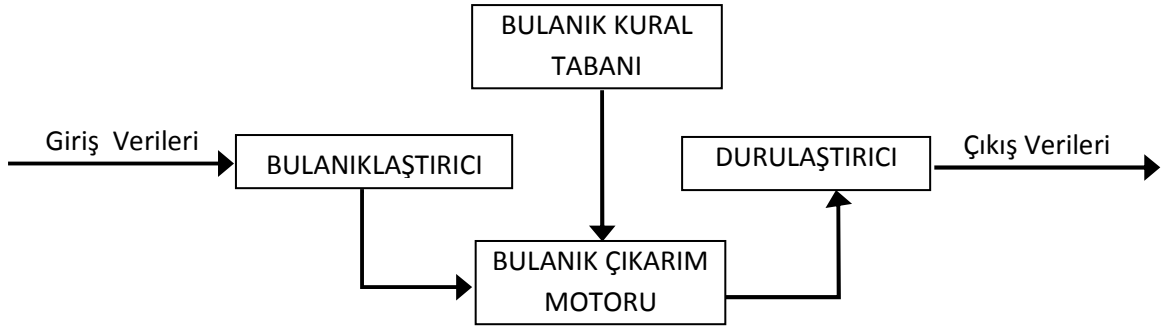 BULANIK KURAL
TABANI
Giriş Verileri
BULANIKLAŞTIRICI
DURULAŞTIRICI
Çıkış Verileri
BULANIK ÇIKARIM
MOTORU